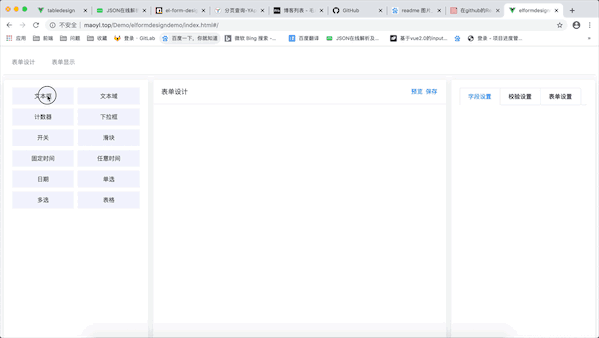 tabledesign
JSON在线解析
el-form-desi
分页查询-YA
博客列表 -
GitHub
readme 图片
在github的R
elformdesign
不安全 | maoyl.top/Demo/elformdesigndemo/index.html#/
应用 前端 问题 收藏 登录 · GitLab 百度一下，你就知道 微软 Bing 搜索 -... 百度翻译 JSON在线解析及... 基于vue2.0的input... 登录 - 项目进度管... »
表单设计 表单显示
文本框 文本域
计数器 下拉框
开关 滑块
固定时间 任意时间
日期 单选
多选 表格
表单设计 预览 保存
字段设置 校验设置 表单设置